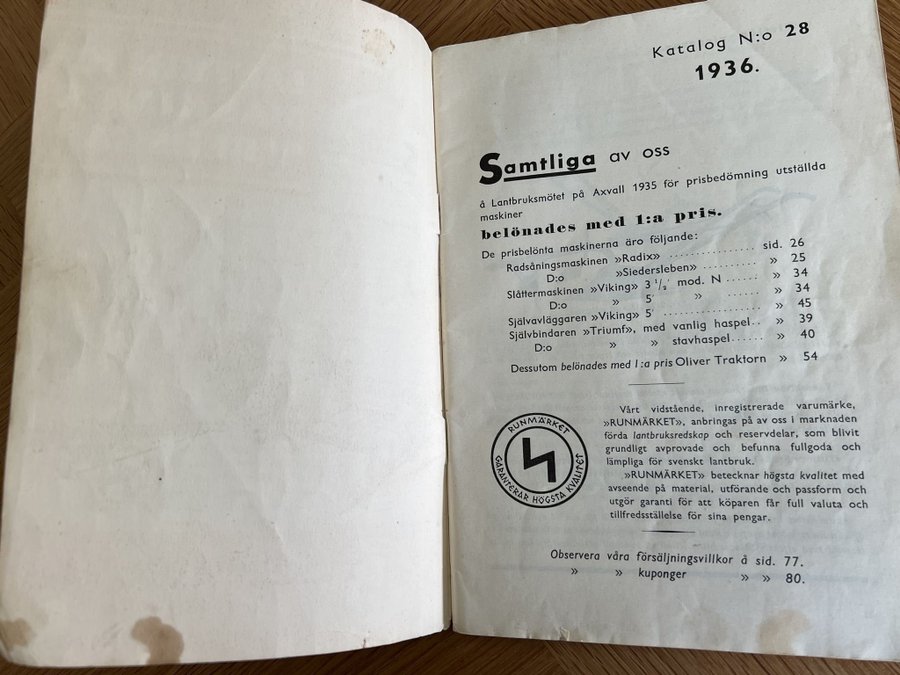 Katalog N:o 28
1936.
Samtliga av oss
å Lantbruksmötet på Axvall 1935 för prisbedömning utställda
maskiner
belönades med 1:a pris.
De prisbelönta maskinerna äro följande:
Radsåningsmaskinen »Radix» ................ sid. 26
D:o »Siedersleben» .......... » 25
Slåttermaskinen »Viking» 3 1/2' mod. N ...... » 34
D:o » 5' » ...... » 34
Självavläggaren »Viking» 5' ................ » 45
Självbindaren »Triumf», med vanlig haspel.. » 39
D:o » » stavhaspel...... » 40
Dessutom belönades med 1:a pris Oliver Traktorn » 54
RUNMÄRKET
GARANTERAR HÖGSTA KVALITET
Vårt vidstående, inregistrerade varumärke,
»RUNMÄRKET», anbringas på av oss i marknaden
förda lantbruksredskap och reservdelar, som blivit
grundligt avprovade och befunna fullgoda och
lämpliga för svenskt lantbruk.
»RUNMÄRKET» betecknar högsta kvalitet med
avseende på material, utförande och passform och
utgör garanti för att köparen får full valuta och
tillfredsställelse för sina pengar.
Observera våra försäljningsvillkor å sid. 77.
» » kuponger » » 80.